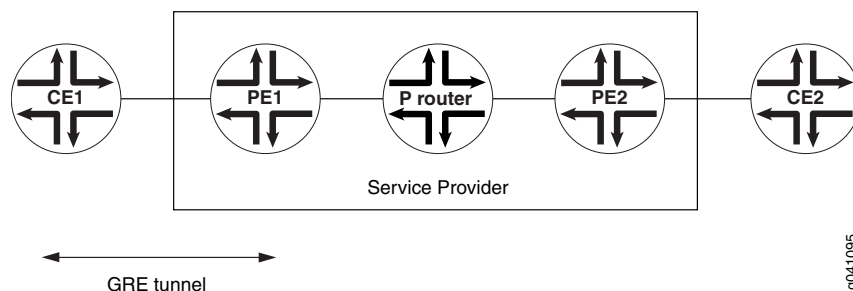 CE1
PE1
P router
PE2
CE2
Service Provider
GRE tunnel
g041095